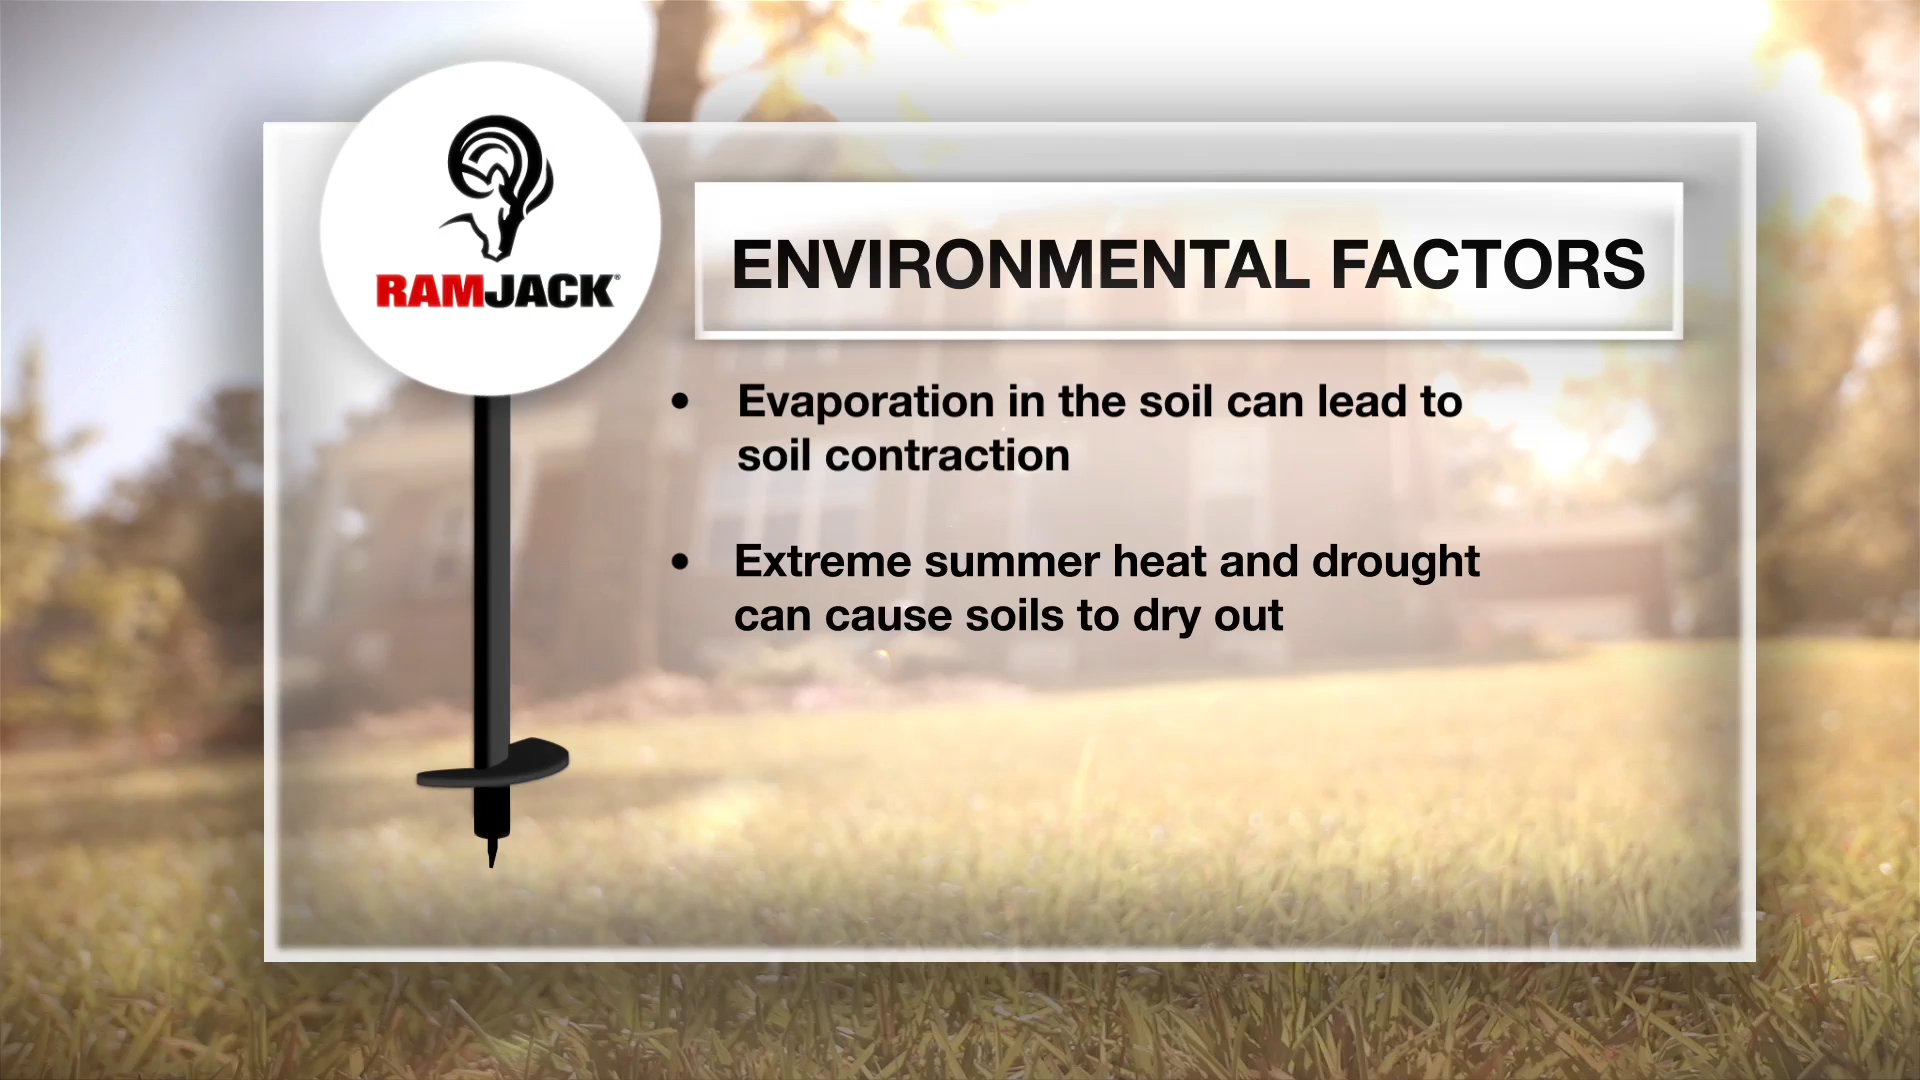 RAMJACK®
ENVIRONMENTAL FACTORS
• Evaporation in the soil can lead to
soil contraction
• Extreme summer heat and drought
can cause soils to dry out